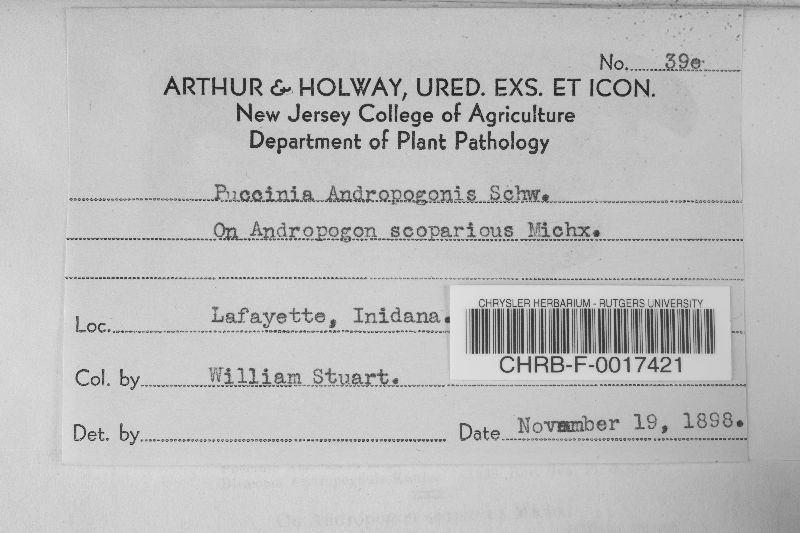 No. 39e
ARTHUR & HOLWAY, URED. EXS. ET ICON.
New Jersey College of Agriculture
Department of Plant Pathology
Puccinia Andropogonis Schw.
On Andropogon scoparious Michx.
Loc. Lafayette, Inidana.
CHRYSLER HERBARIUM - RUTGERS UNIVERSITY
CHRB-F-0017421
Col. by William Stuart.
Det. by
Date November 19, 1898.